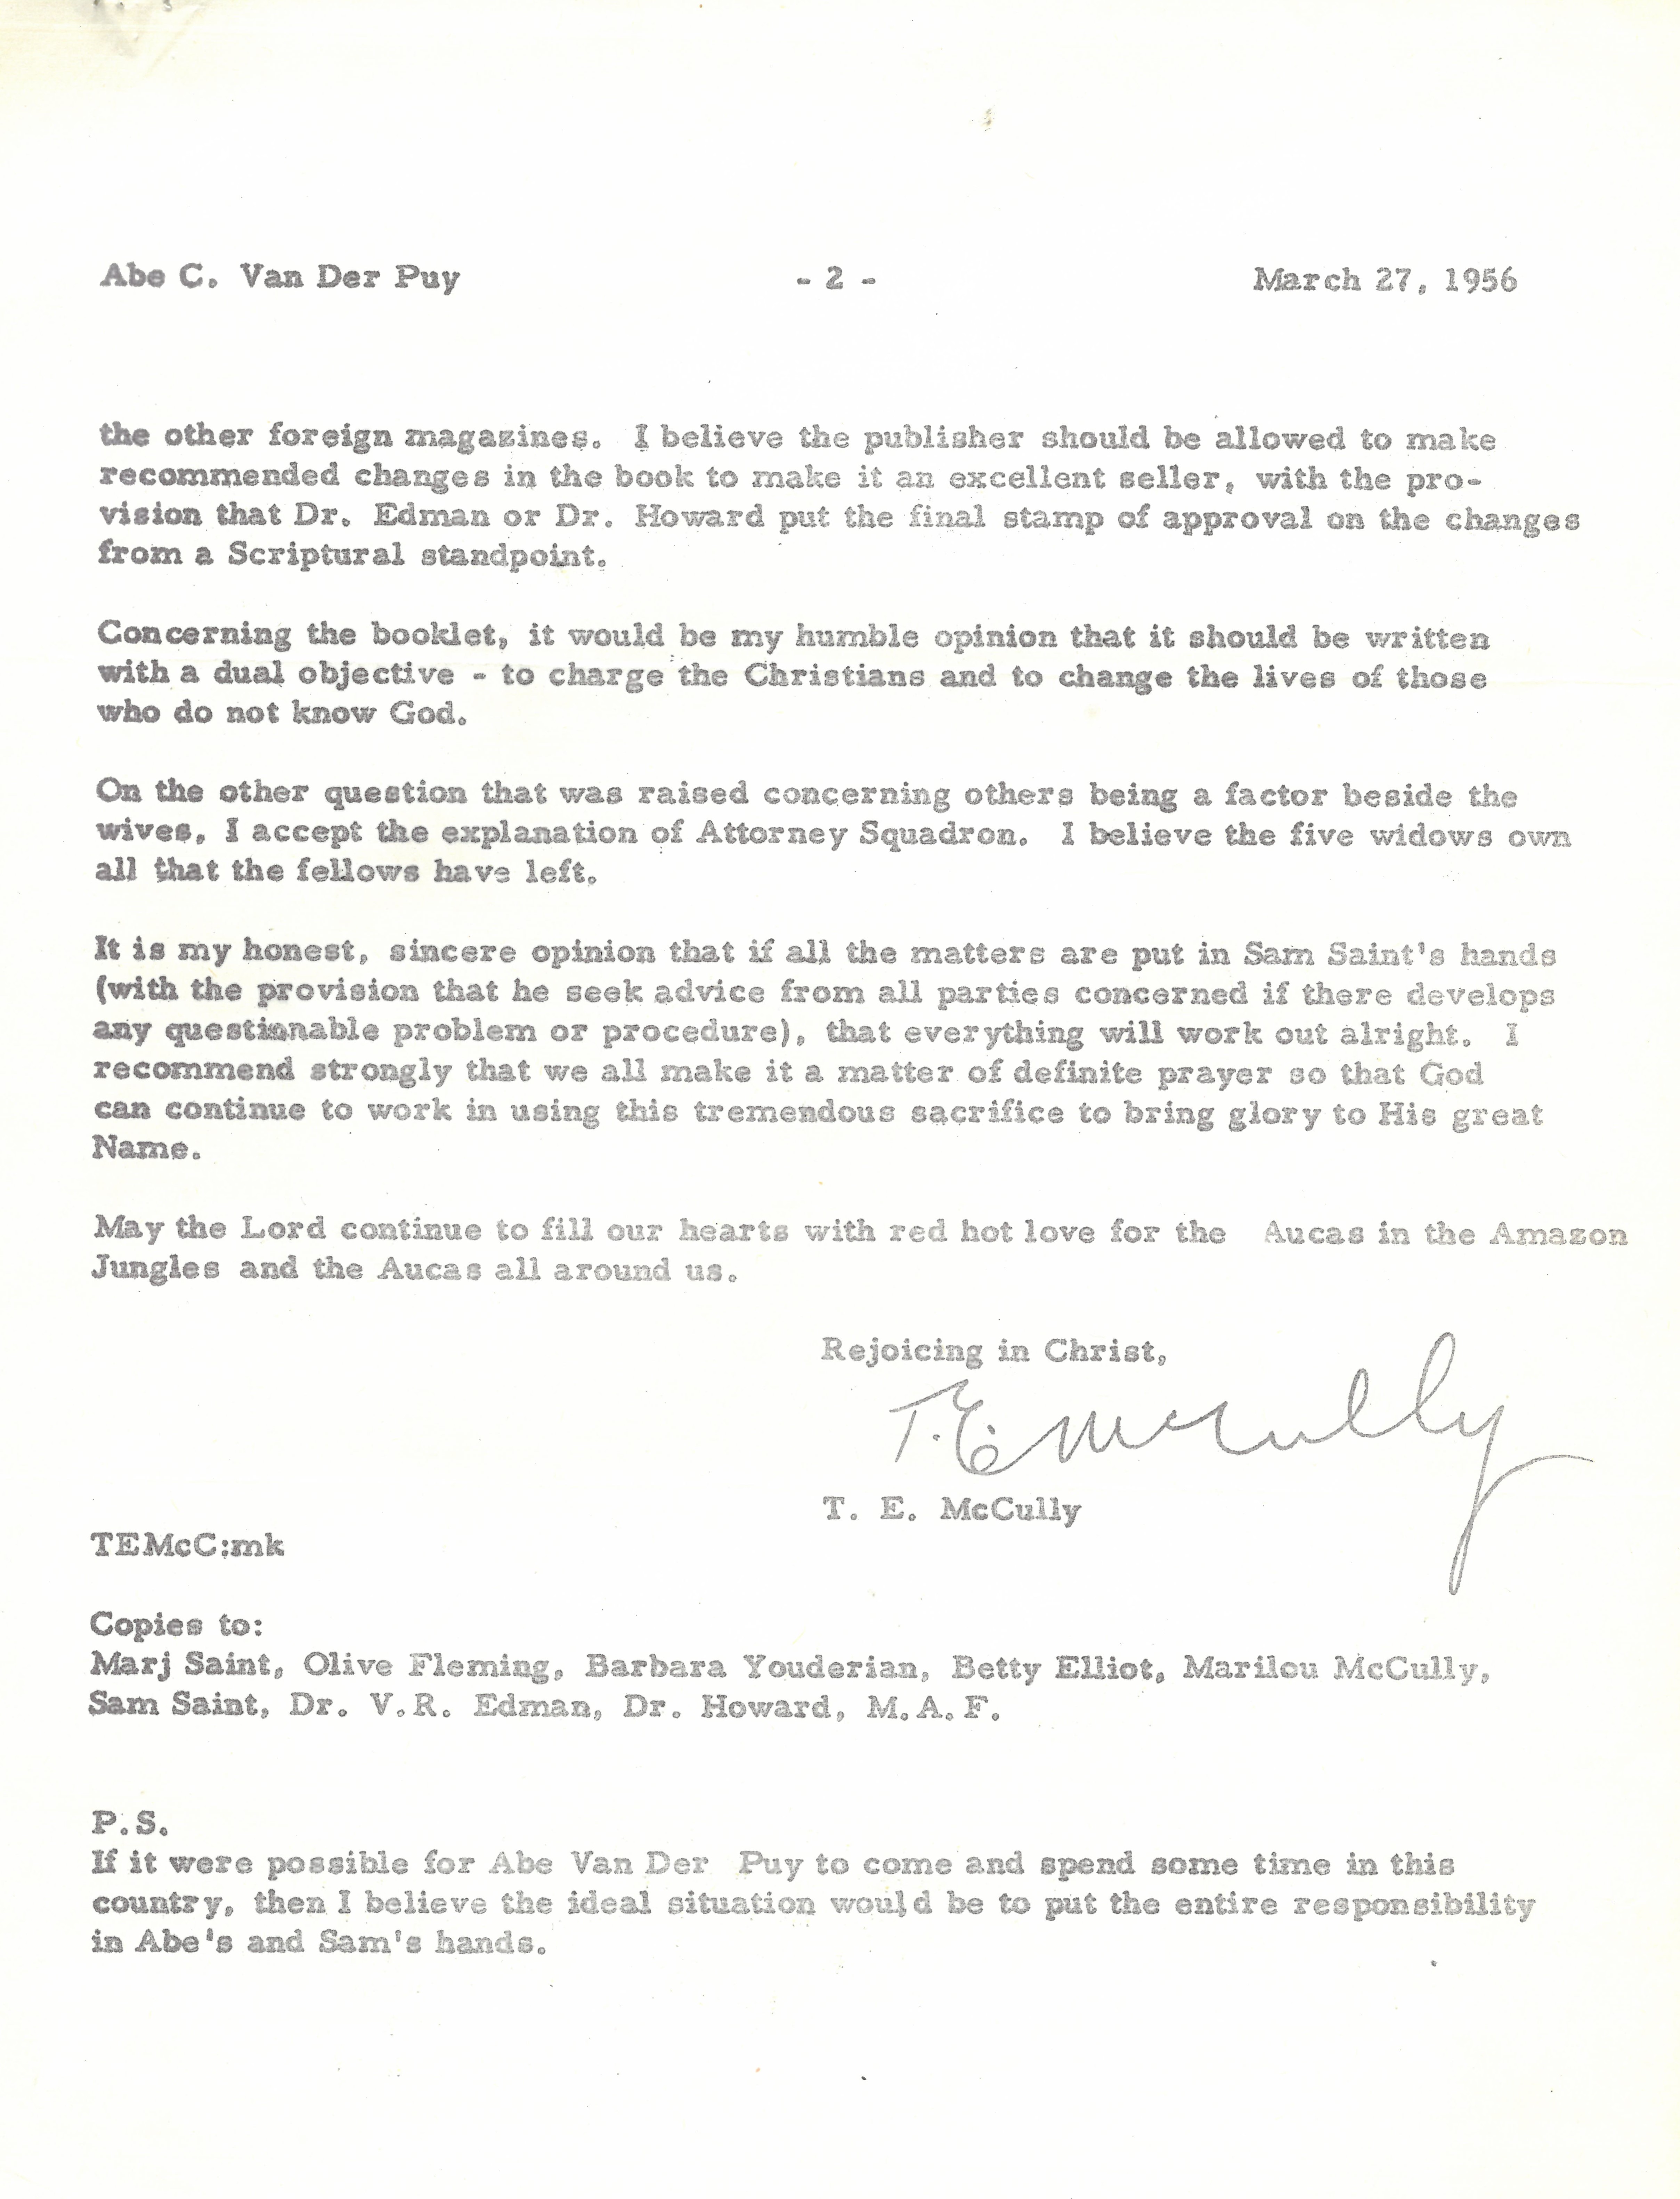 Abe C. Van Der Puy - 2 - March 27, 1956
the other foreign magazines. I believe the publisher should be allowed to make
recommended changes in the book to make it an excellent seller, with the pro-
vision that Dr. Edman or Dr. Howard put the final stamp of approval on the changes
from a Scriptural standpoint.
Concerning the booklet, it would be my humble opinion that it should be written
with a dual objective - to charge the Christians and to change the lives of those
who do not know God.
On the other question that was raised concerning others being a factor beside the
wives, I accept the explanation of Attorney Squadron. I believe the five widows own
all that the fellows have left.
It is my honest, sincere opinion that if all the matters are put in Sam Saint's hands
(with the provision that he seek advice from all parties concerned if there develops
any questionable problem or procedure), that everything will work out alright. I
recommend strongly that we all make it a matter of definite prayer so that God
can continue to work in using this tremendous sacrifice to bring glory to His great
Name.
May the Lord continue to fill our hearts with red hot love for the Aucas in the Amazon
Jungles and the Aucas all around us.
Rejoicing in Christ,
T. E. McCully
T. E. McCully
TEMcC:mk
Copies to:
Marj Saint, Olive Fleming, Barbara Youderian, Betty Elliot, Marilou McCully,
Sam Saint, Dr. V.R. Edman, Dr. Howard, M.A.F.
P.S.
If it were possible for Abe Van Der Puy to come and spend some time in this
country, then I believe the ideal situation would be to put the entire responsibility
in Abe's and Sam's hands.